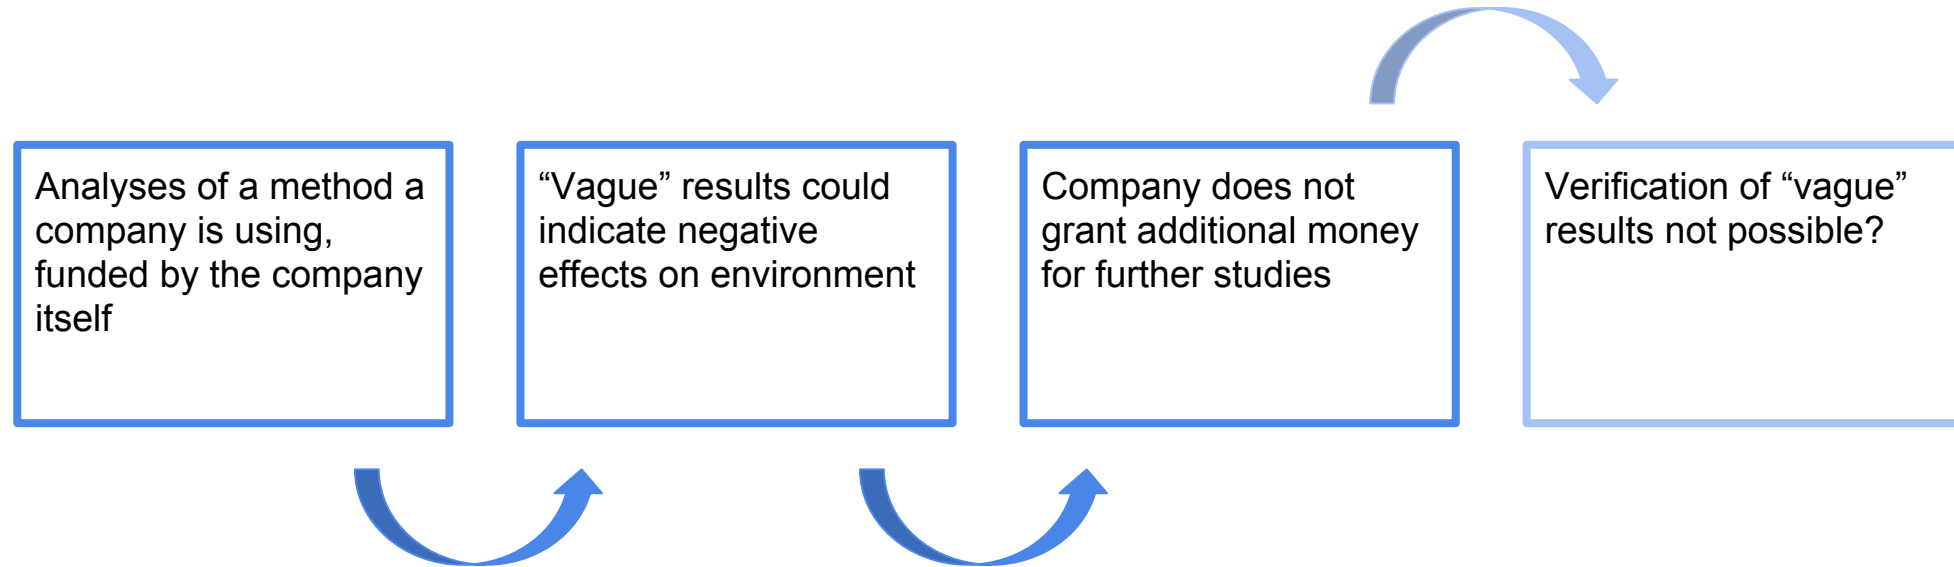 Analyses of a method a
company is using,
funded by the company
itself
“Vague” results could
indicate negative
effects on environment
Company does not
grant additional money
for further studies
Verification of “vague”
results not possible?